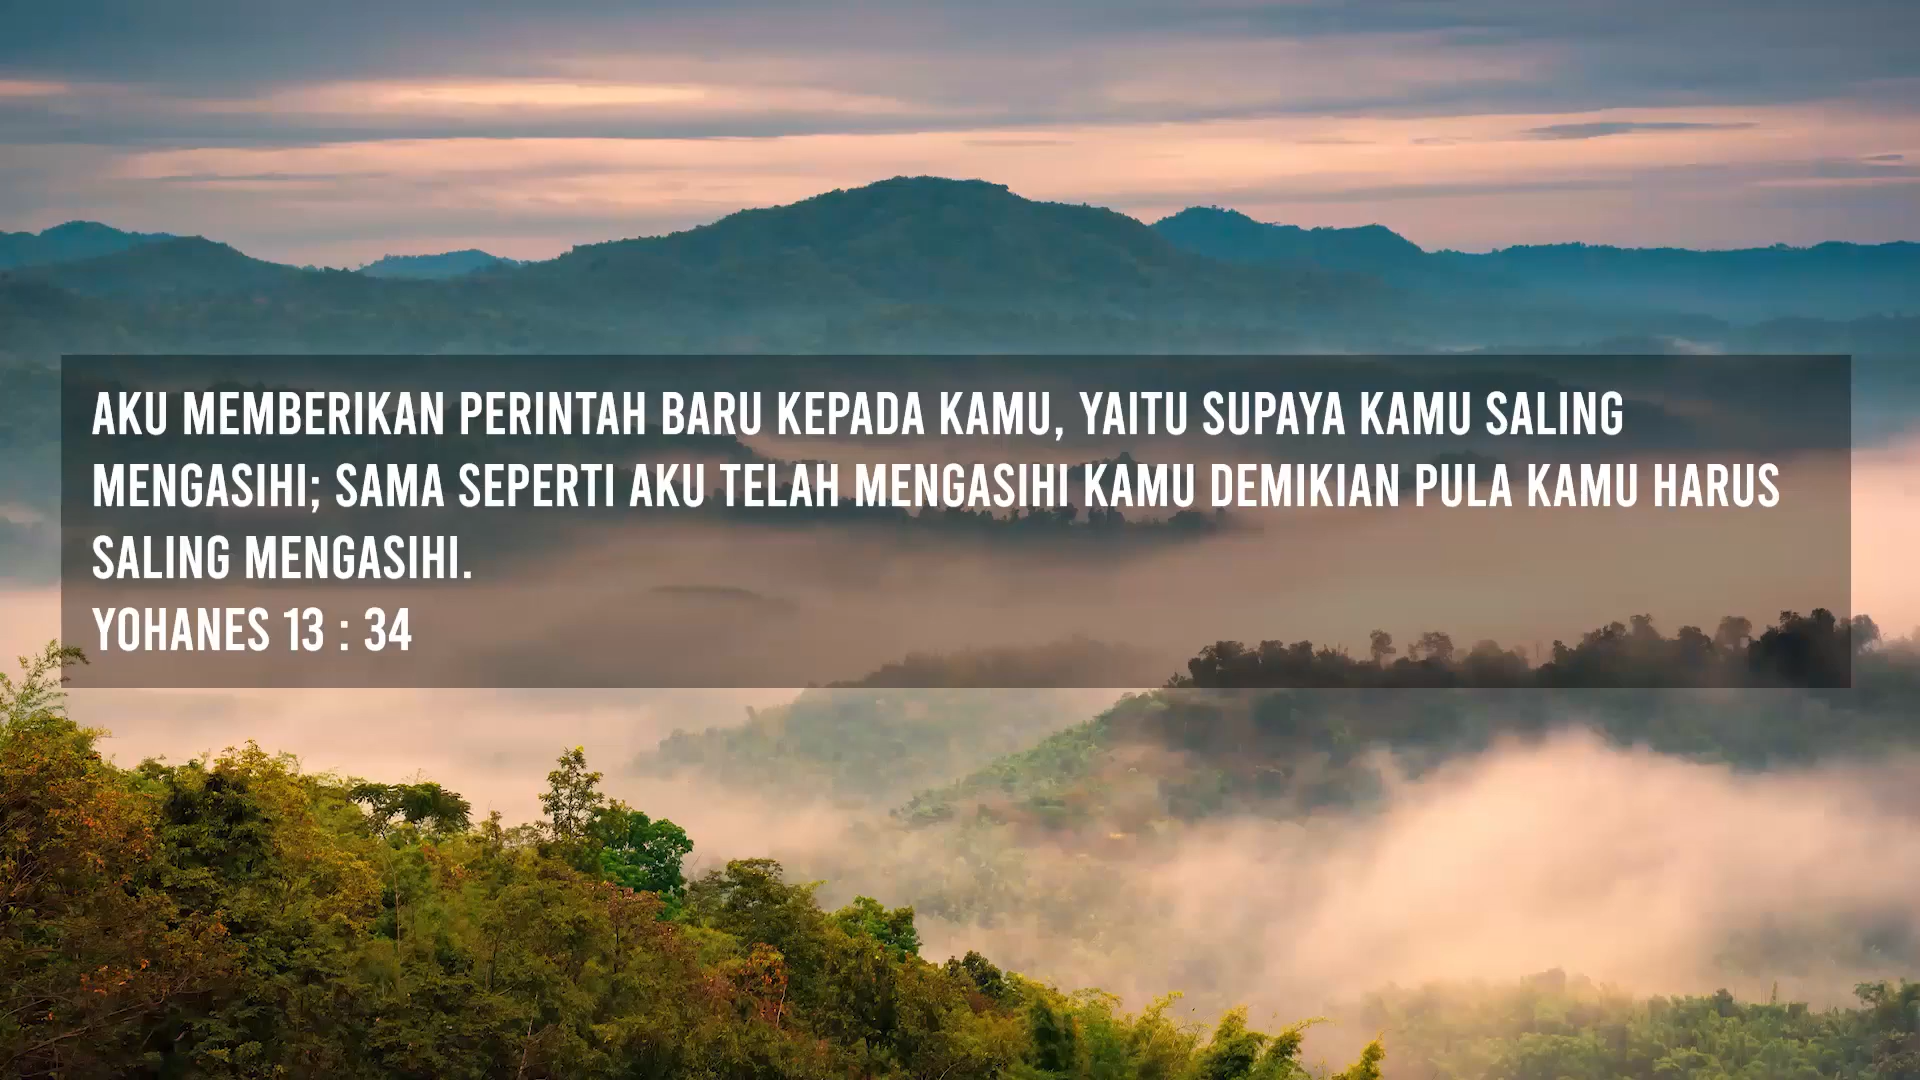 AKU MEMBERIKAN PERINTAH BARU KEPADA KAMU, YAITU SUPAYA KAMU SALING
MENGASIHI; SAMA SEPERTI AKU TELAH MENGASIHI KAMU DEMIKIAN PULA KAMU HARUS
SALING MENGASIHI.
YOHANES 13 : 34